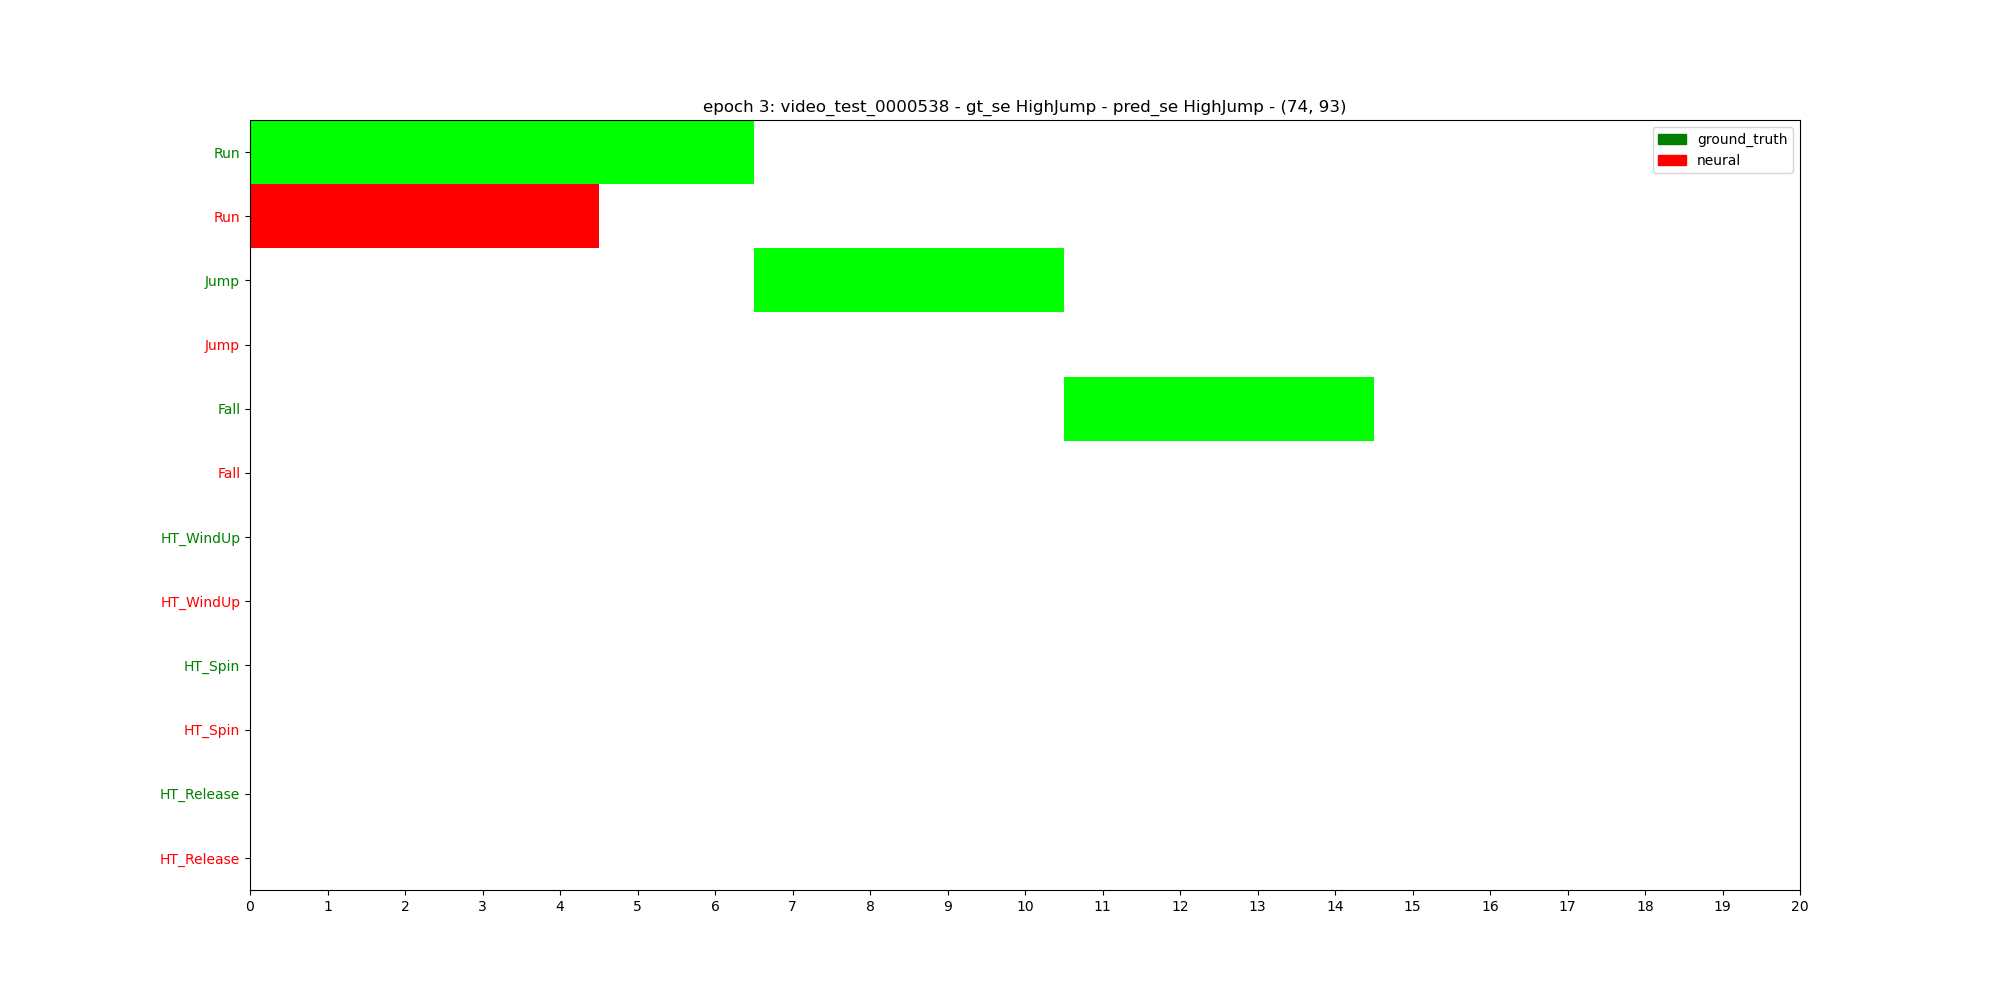 epoch 3: video_test_0000538 - gt_se HighJump - pred_se HighJump - (74, 93)
ground_truth
neural
Run
Run
Jump
Jump
Fall
Fall
HT_WindUp
HT_WindUp
HT_Spin
HT_Spin
HT_Release
HT_Release
0 1 2 3 4 5 6 7 8 9 10 11 12 13 14 15 16 17 18 19 20